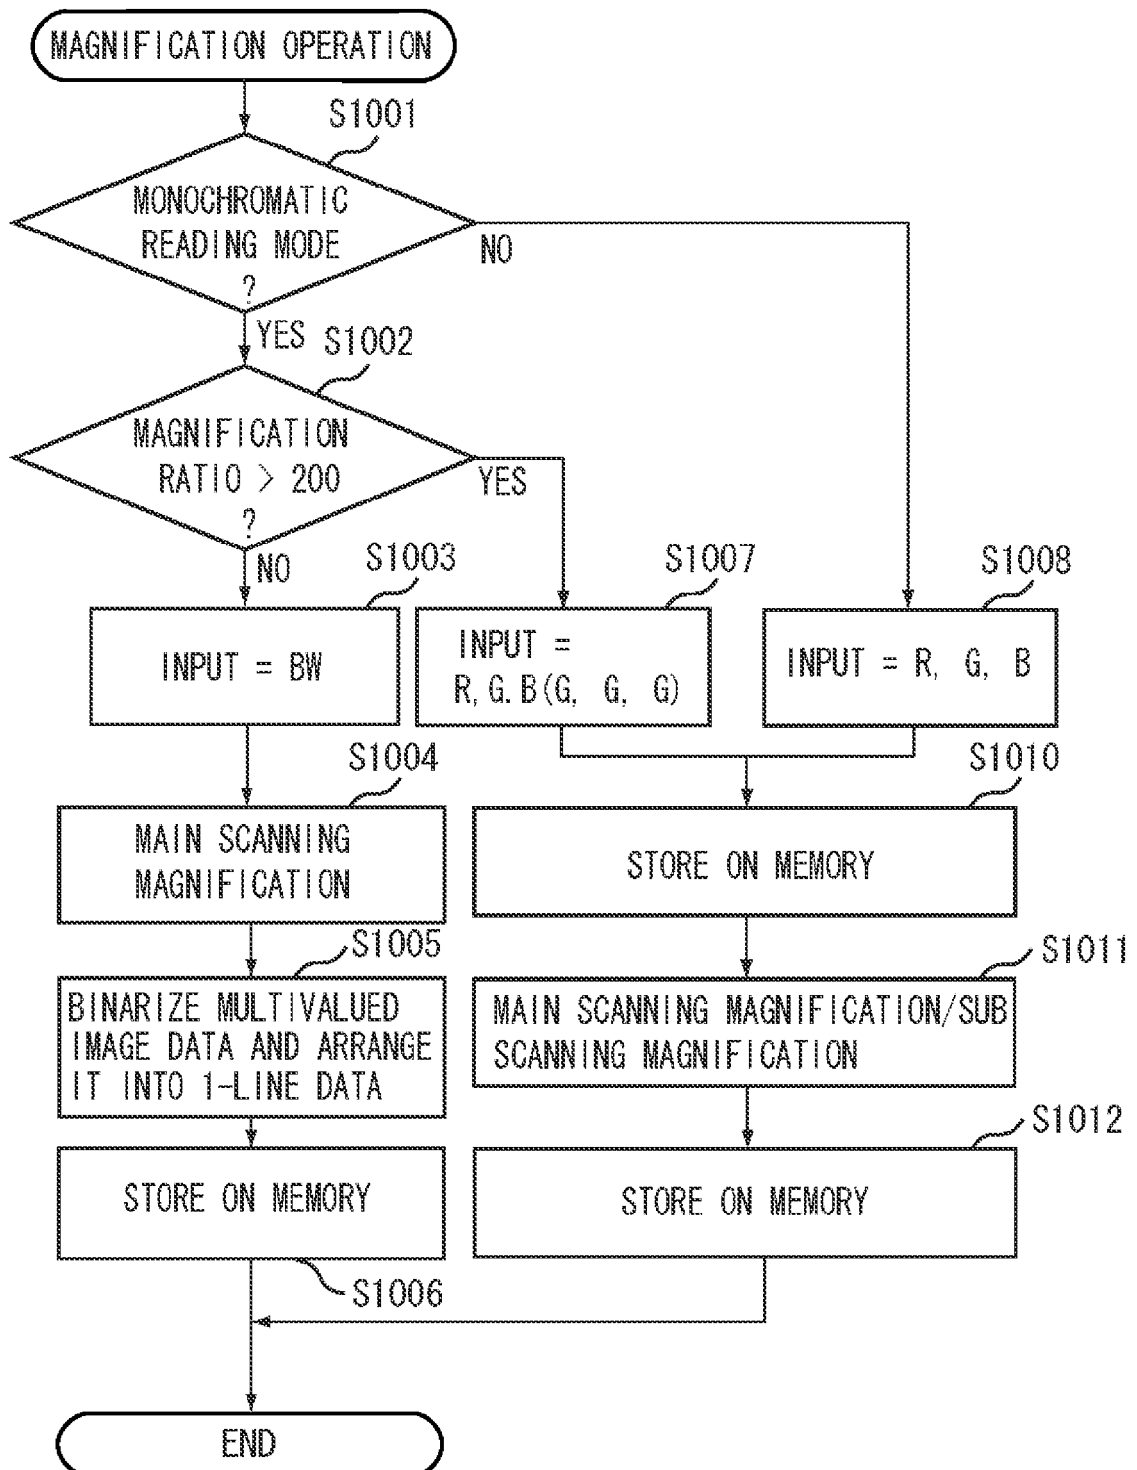 MAGNIFICATION OPERATION
S1001
MONOCHROMATIC
READING MODE
?
NO
YES
S1002
MAGNIFICATION
RATIO > 200
?
YES
NO
S1003
INPUT = BW
S1007
INPUT =
R,G.B(G, G, G)
S1008
INPUT = R, G, B
S1004
MAIN SCANNING
MAGNIFICATION
S1010
STORE ON MEMORY
S1005
BINARIZE MULTIVALUED
IMAGE DATA AND ARRANGE
IT INTO 1-LINE DATA
S1011
MAIN SCANNING MAGNIFICATION/SUB
SCANNING MAGNIFICATION
STORE ON MEMORY
S1006
S1012
STORE ON MEMORY
END